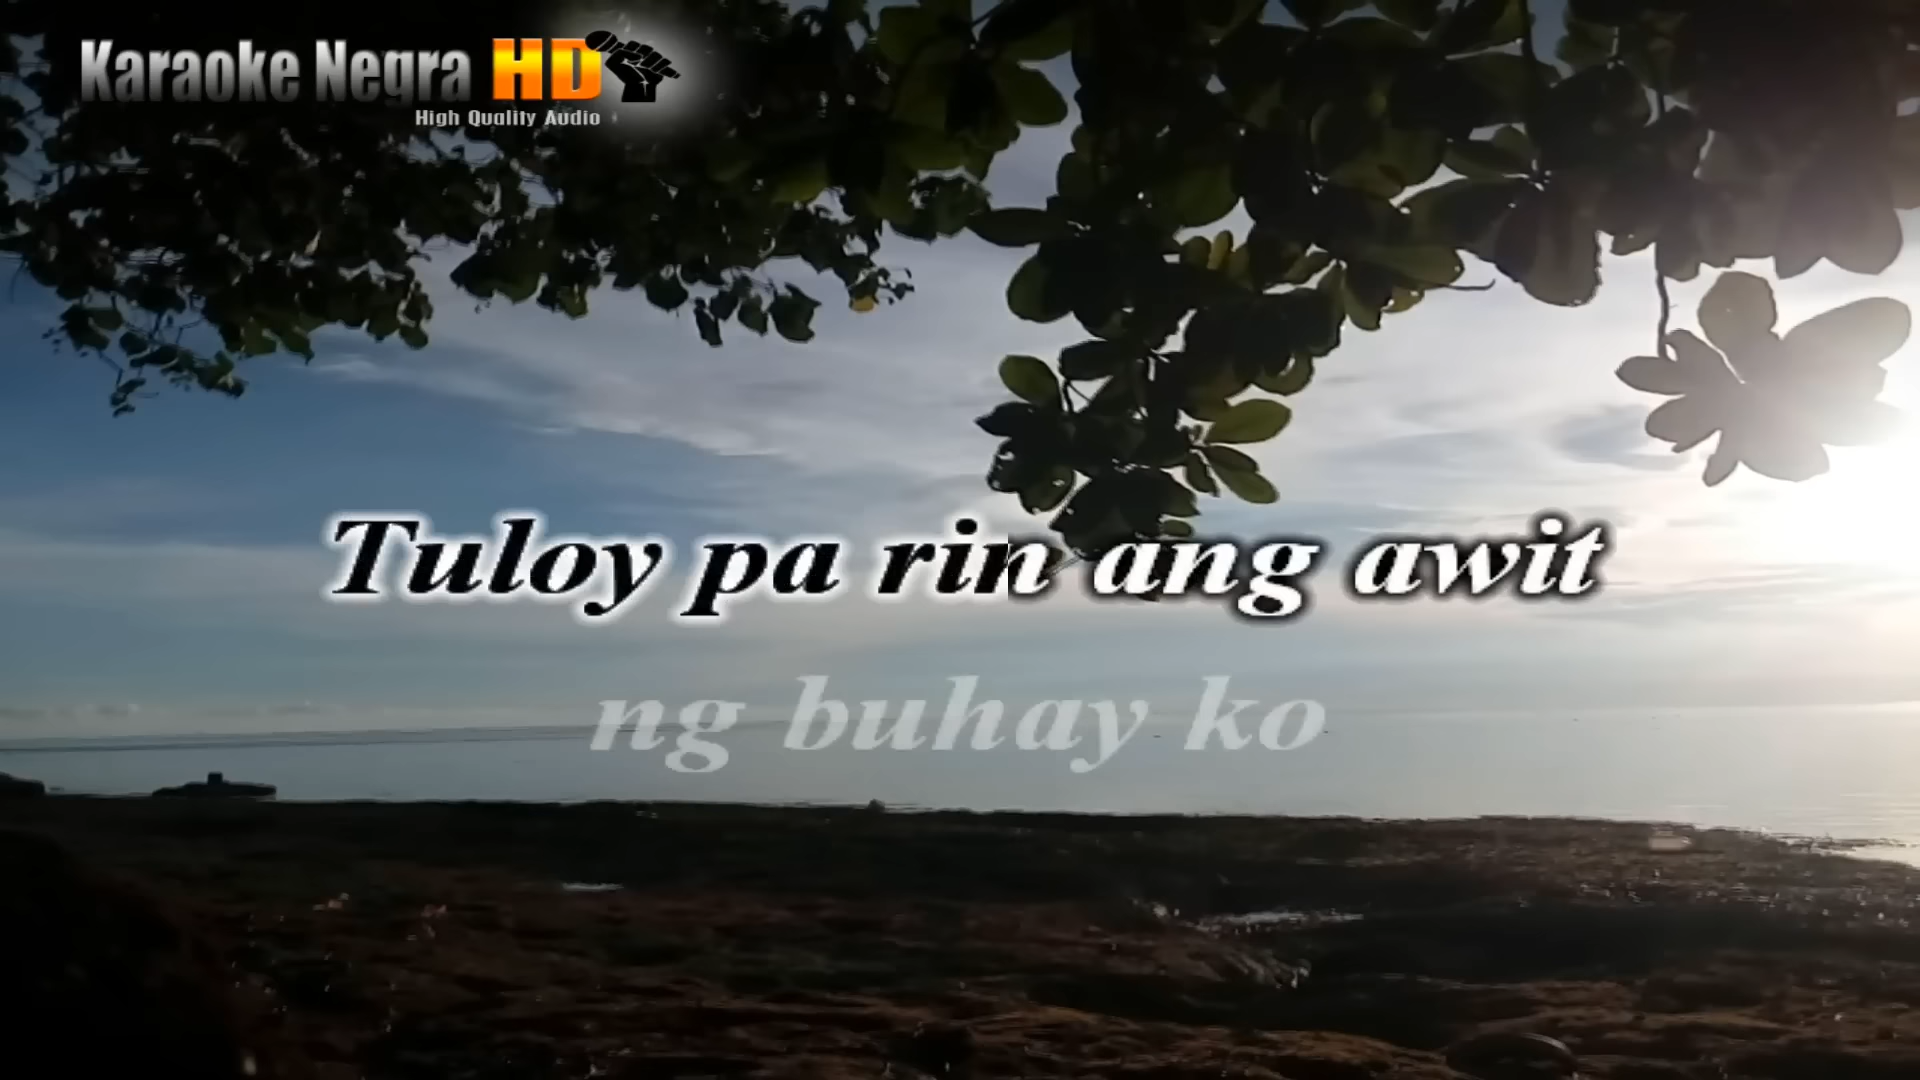 Karaoke Negra HD
High Quality Audio
Tuloy pa rin ang awit
ng buhay ko